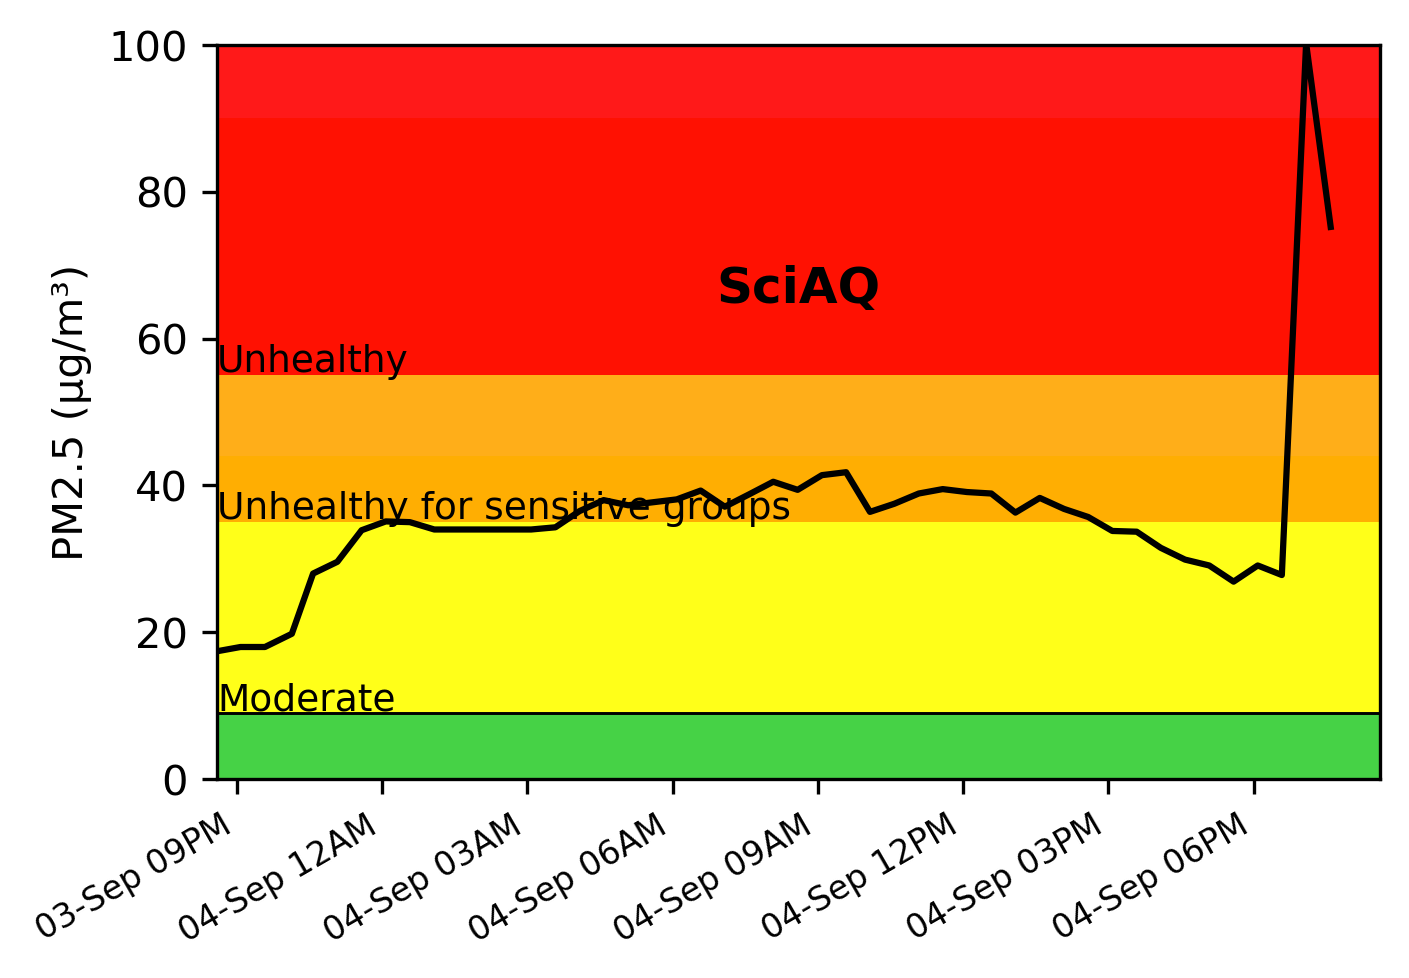 100
80
60
40
20
0
PM2.5 (µg/m³)
SciAQ
Unhealthy
Unhealthy for sensitive groups
Moderate
03-Sep 09PM
04-Sep 12AM
04-Sep 03AM
04-Sep 06AM
04-Sep 09AM
04-Sep 12PM
04-Sep 03PM
04-Sep 06PM